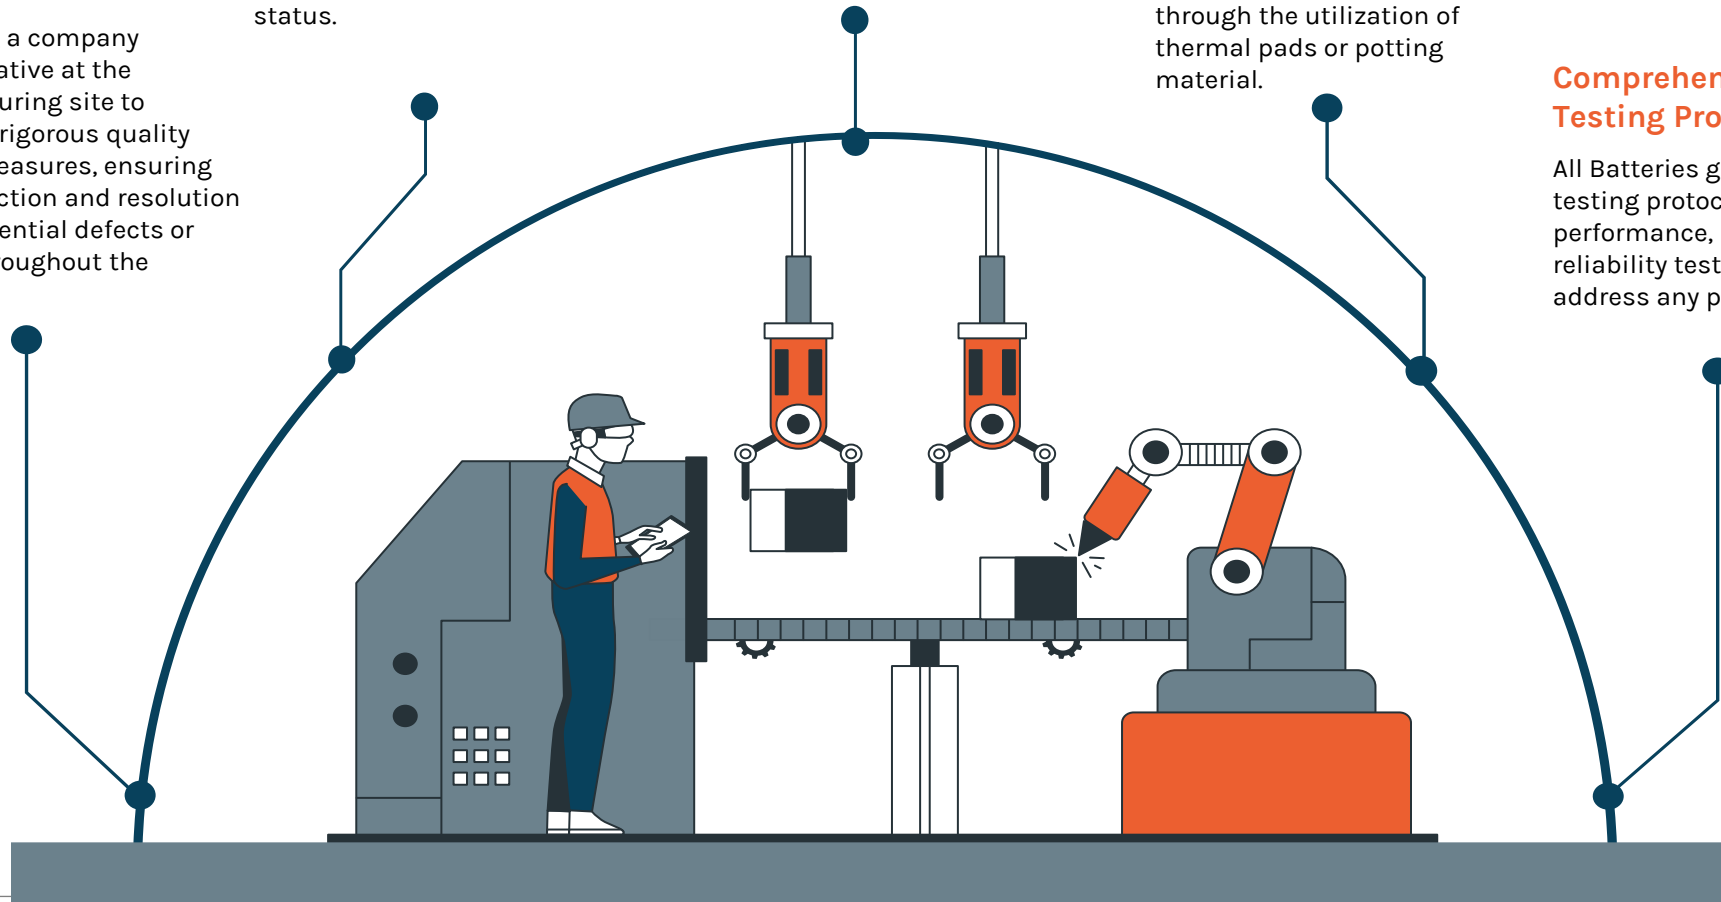 status.
a company
ative at the
uring site to
rigorous quality
easures, ensuring
ction and resolution
ential defects or
roughout the
through the utilization of
thermal pads or potting
material.
Comprehen
Testing Pro
All Batteries g
testing protoc
performance,
reliability test
address any p